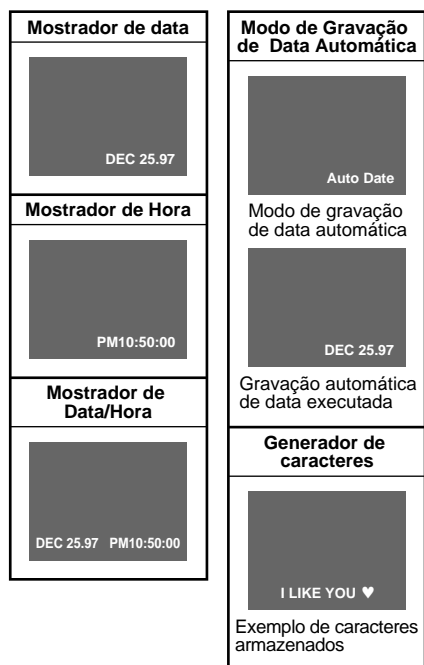 Mostrador de data
DEC 25.97
Mostrador de Hora
PM10:50:00
Mostrador de
Data/Hora
DEC 25.97 PM10:50:00
Modo de Gravação
de Data Automática
Auto Date
Modo de gravação
de data automática
DEC 25.97
Gravação automática
de data executada
Generador de
caracteres
I LIKE YOU ♥
Exemplo de caracteres
armazenados